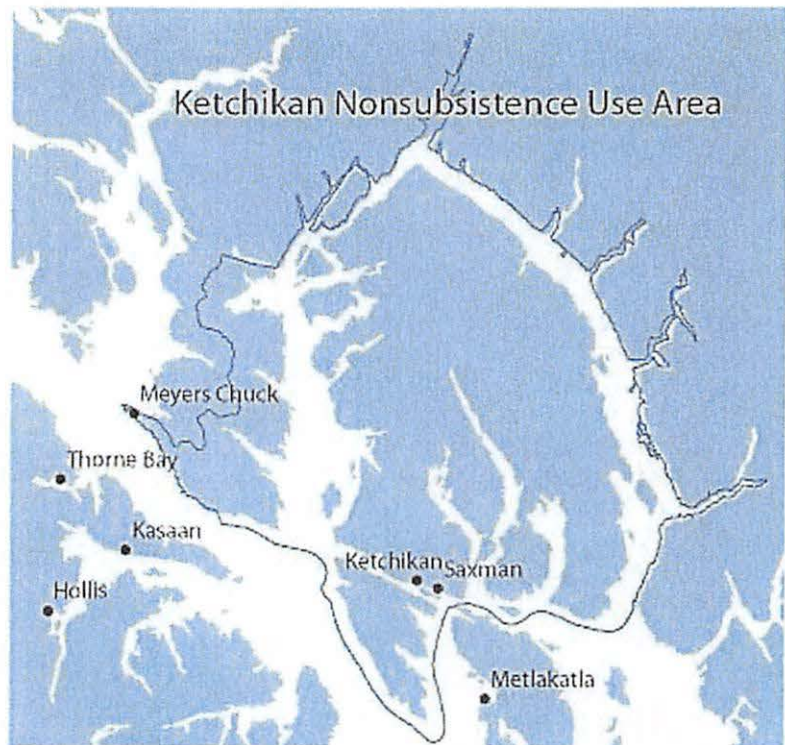 Ketchikan Nonsubsistence Use Area
Meyers Chuck
Thorne Bay
Kasaan
Ketchikan
Saxman
Hollis
Metlakatla